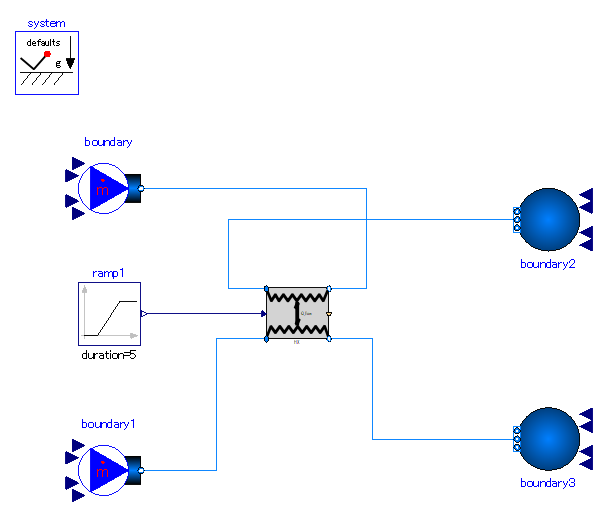 system
defaults
g
boundary
ṁ
boundary2
ramp1
duration=5
boundary1
ṁ
boundary3